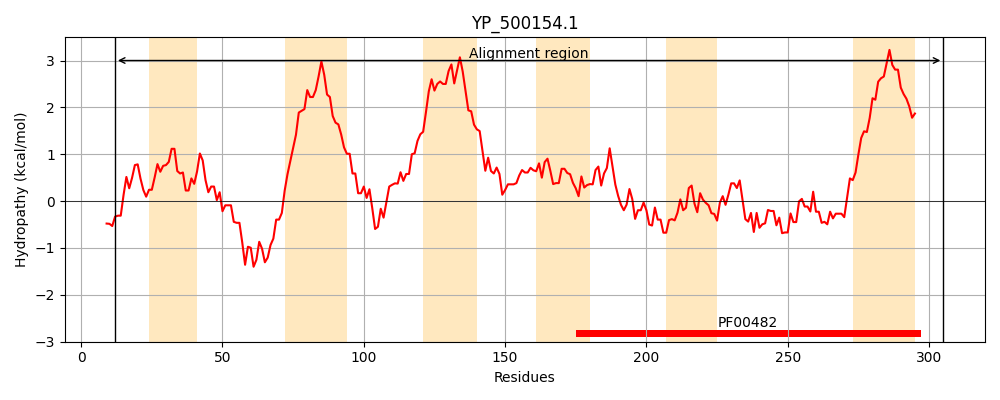 YP_500154.1
Alignment region
Hydropathy (kcal/mol)
3
2
1
0
−1
−2
−3
PF00482
0 50 100 150 200 250 300
Residues